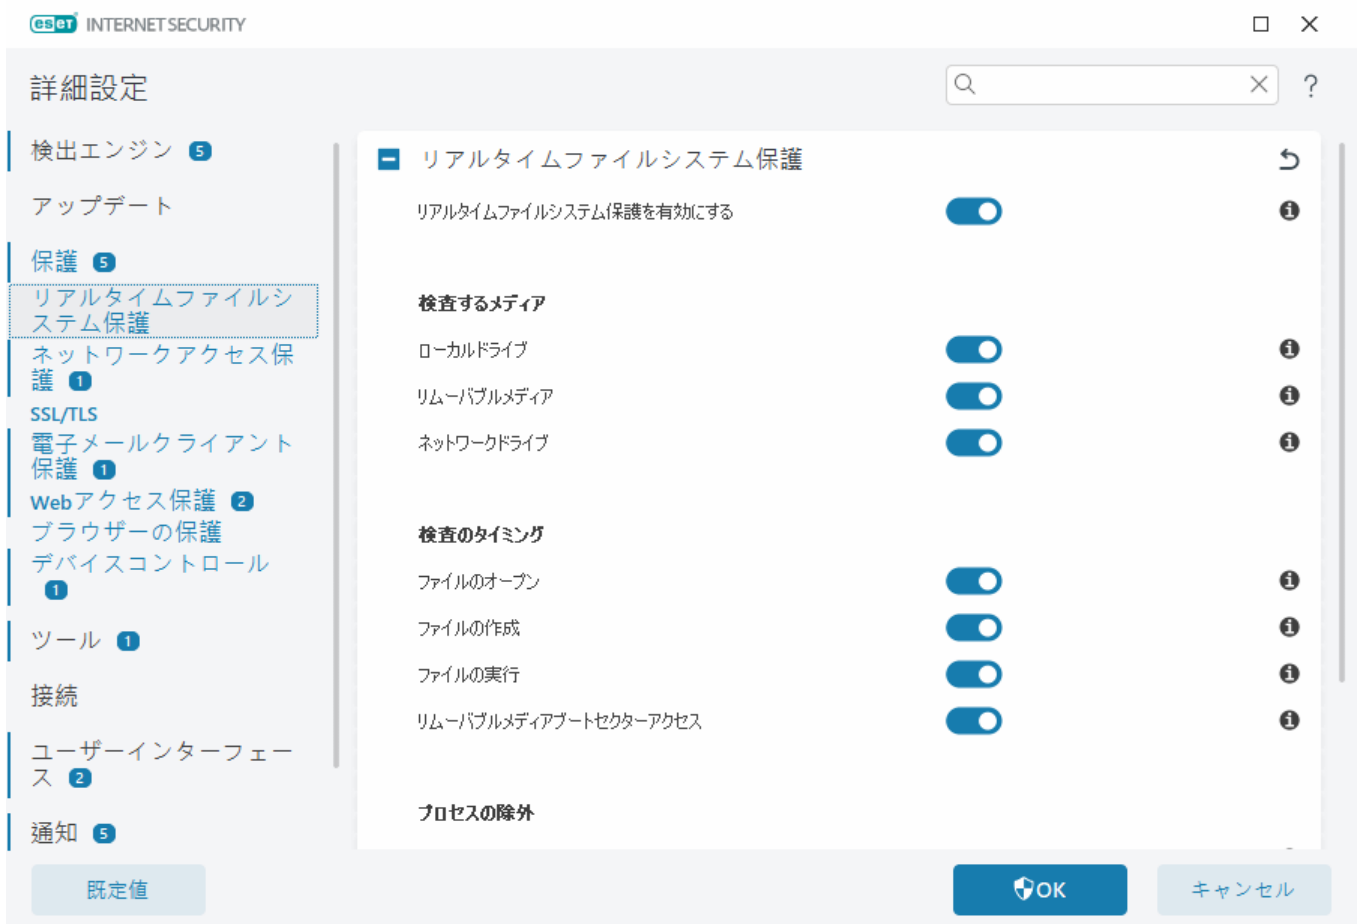 eseT INTERNET SECURITY
詳細設定
?
検出エンジン 5
アップデート
保護 5
リアルタイムファイルシ
ステム保護
ネットワークアクセス保
護 1
SSL/TLS
電子メールクライアント
保護 1
Webアクセス保護 2
ブラウザーの保護
デバイスコントロール
1
ツール 1
接続
ユーザーインターフェー
ス 2
通知 5
リアルタイムファイルシステム保護
リアルタイムファイルシステム保護を有効にする
検査するメディア
ローカルドライブ
リムーバブルメディア
ネットワークドライブ
検査のタイミング
ファイルのオープン
ファイルの作成
ファイルの実行
リムーバブルメディアブートセクターアクセス
プロセスの除外
既定値
OK
キャンセル